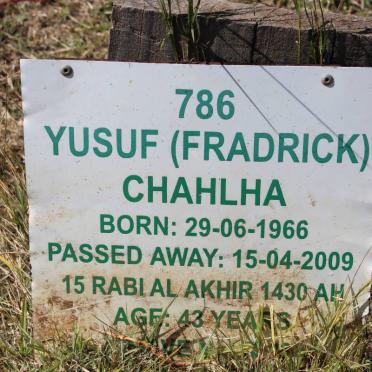 786
YUSUF (FRADRICK)
CHAHLHA
BORN: 29-06-1966
PASSED AWAY: 15-04-2009
15 RABI AL AKHIR 1430 AH
AGE: 43 YEARS